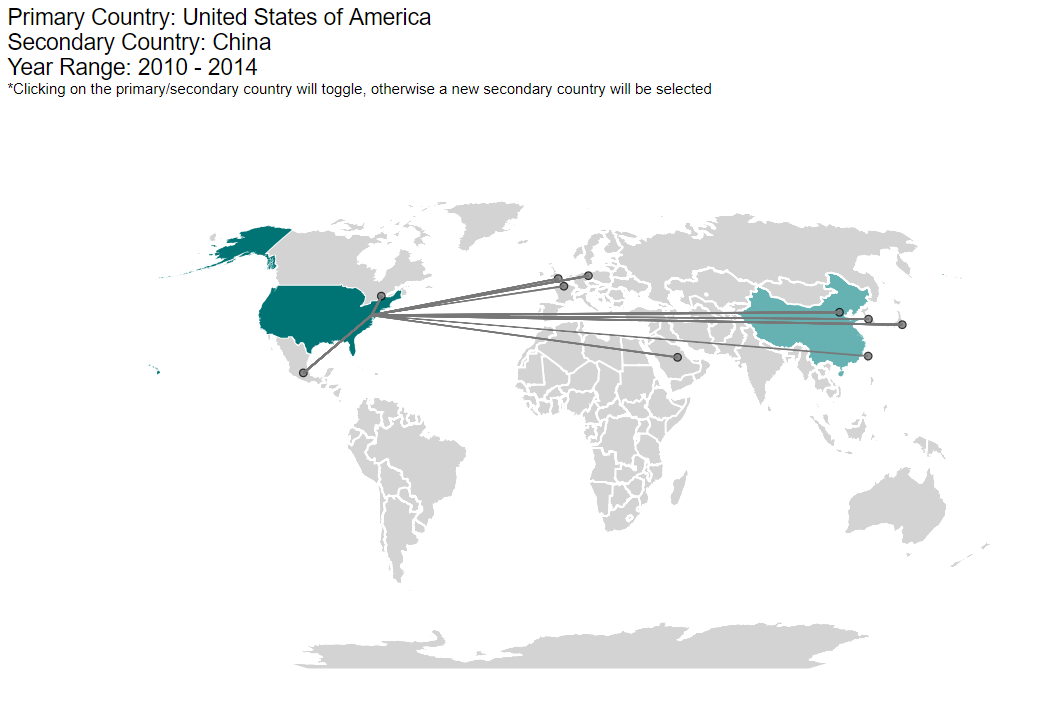 Primary Country: United States of America
Secondary Country: China
Year Range: 2010 - 2014
*Clicking on the primary/secondary country will toggle, otherwise a new secondary country will be selected